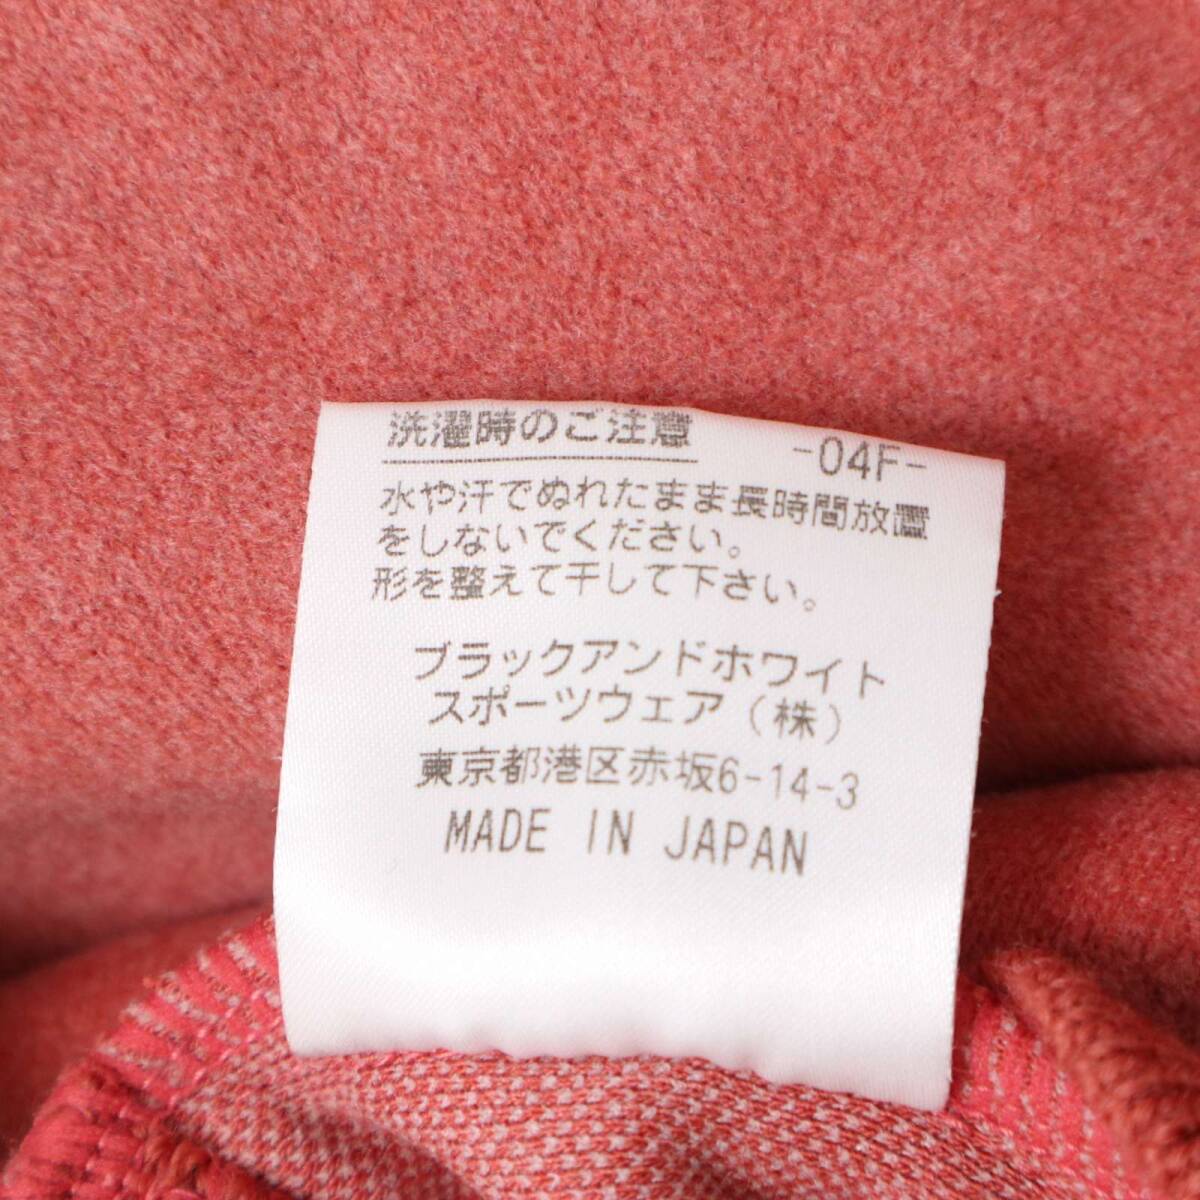 洗濯時のご注意
-04F-
水や汗でぬれたまま長時間放置
をしないでください。
形を整えて干して下さい。
ブラックアンドホワイト
スポーツウェア(株)
東京都港区赤坂6-14-3
MADE IN JAPAN